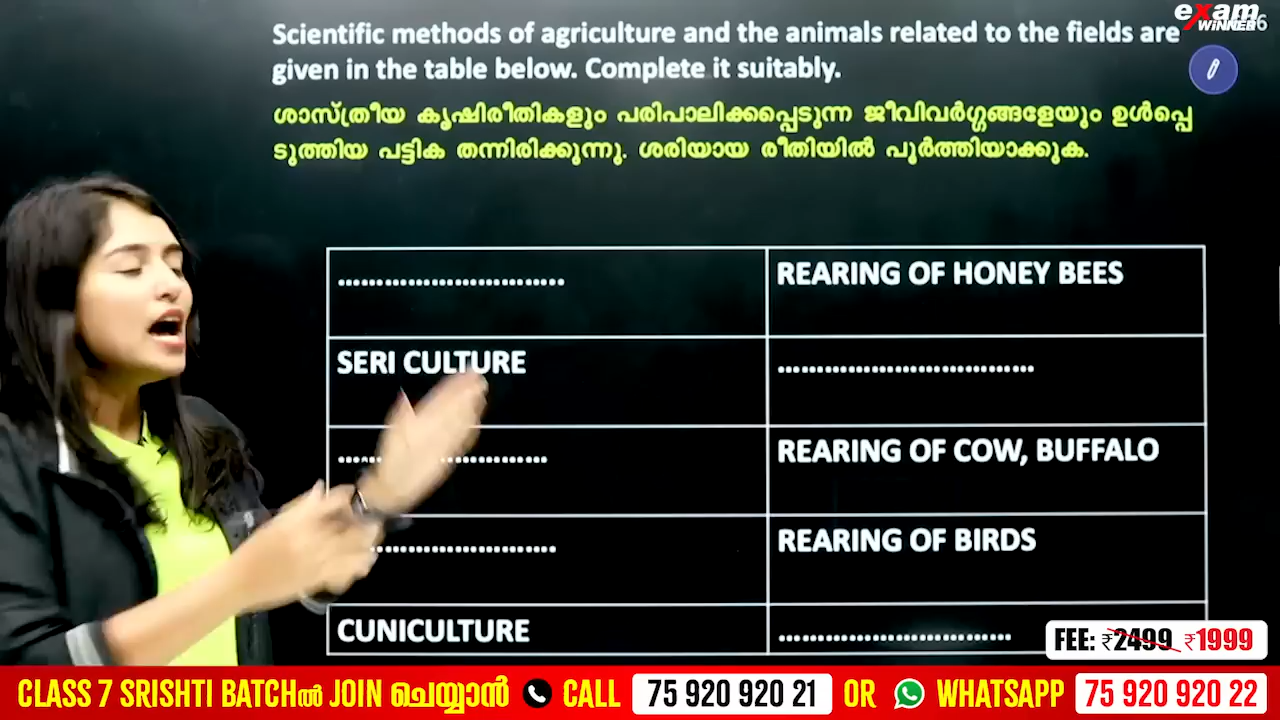 exam
WINNER
6
Scientific methods of agriculture and the animals related to the fields are
given in the table below. Complete it suitably.
ശാസ്ത്രീയ കൃഷിരീതികളും പരിപാലിക്കപ്പെടുന്ന ജീവിവർഗ്ഗങ്ങളേയും ഉൾപ്പെ
ടുത്തിയ പട്ടിക തന്നിരിക്കുന്നു. ശരിയായ രീതിയിൽ പൂർത്തിയാക്കുക.
............................. REARING OF HONEY BEES
SERI CULTURE .................................
REARING OF COW, BUFFALO
REARING OF BIRDS
CUNICULTURE ..............................
FEE: ₹2499 ₹1999
CLASS 7 SRISHTI BATCHൽ JOIN ചെയ്യാൻ CALL 75 920 920 21 OR WHATSAPP 75 920 920 22